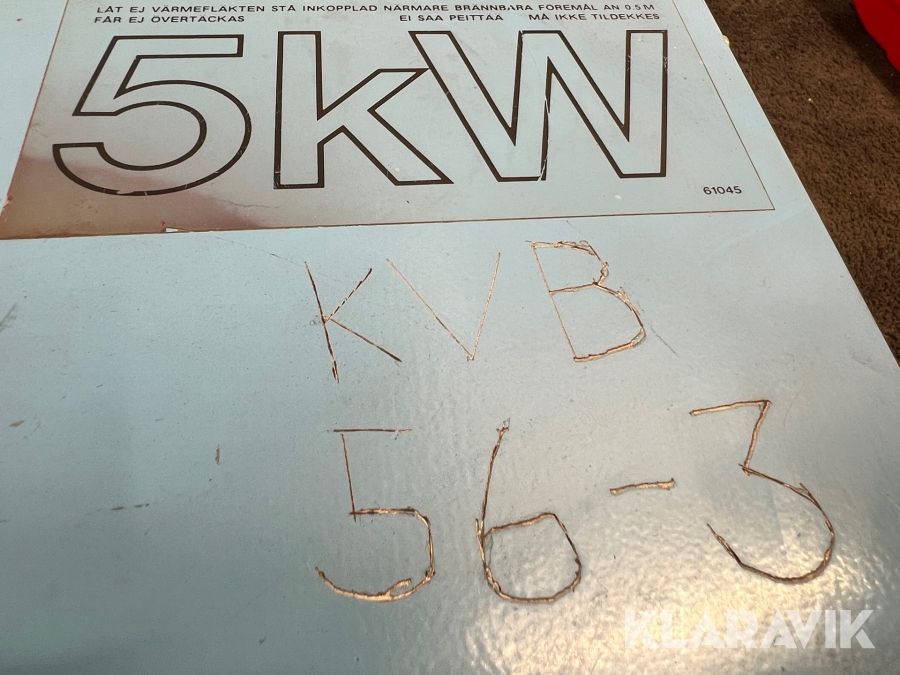 LÅT EJ VÄRMEFLÄKTEN STÅ INKOPPLAD NÄRMARE BRÄNNBARA FÖREMÅL ÄN 0.5 M
FÅR EJ ÖVERTÄCKAS EI SAA PEITTÄÄ MÅ IKKE TILDEKKES
5kW
61045
KVB
56-3
KLARAVIK